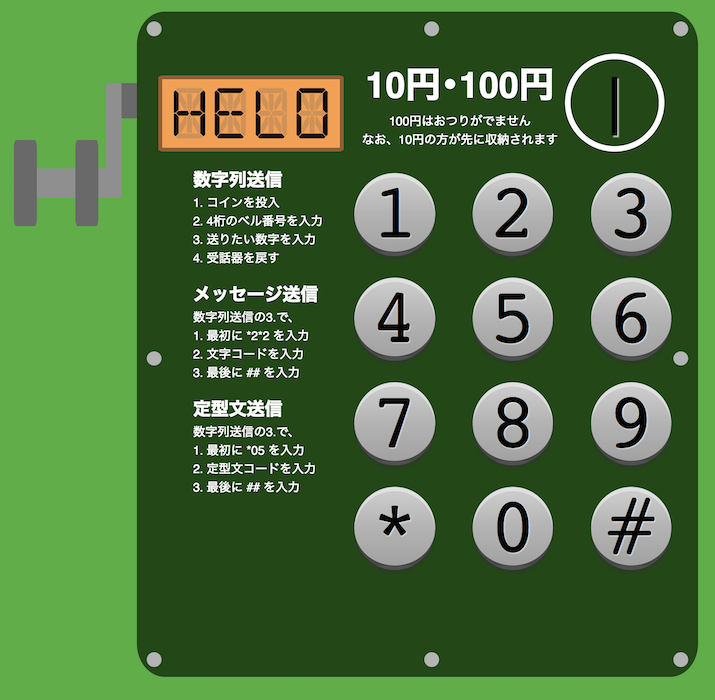 HELO
10円・100円
100円はおつりがでません
なお、10円の方が先に収納されます
数字列送信
1. コインを投入
2. 4桁のベル番号を入力
3. 送りたい数字を入力
4. 受話器を戻す
メッセージ送信
数字列送信の3.で、
1. 最初に *2*2 を入力
2. 文字コードを入力
3. 最後に ## を入力
定型文送信
数字列送信の3.で、
1. 最初に *05 を入力
2. 定型文コードを入力
3. 最後に ## を入力
1 2 3
4 5 6
7 8 9
* 0 #